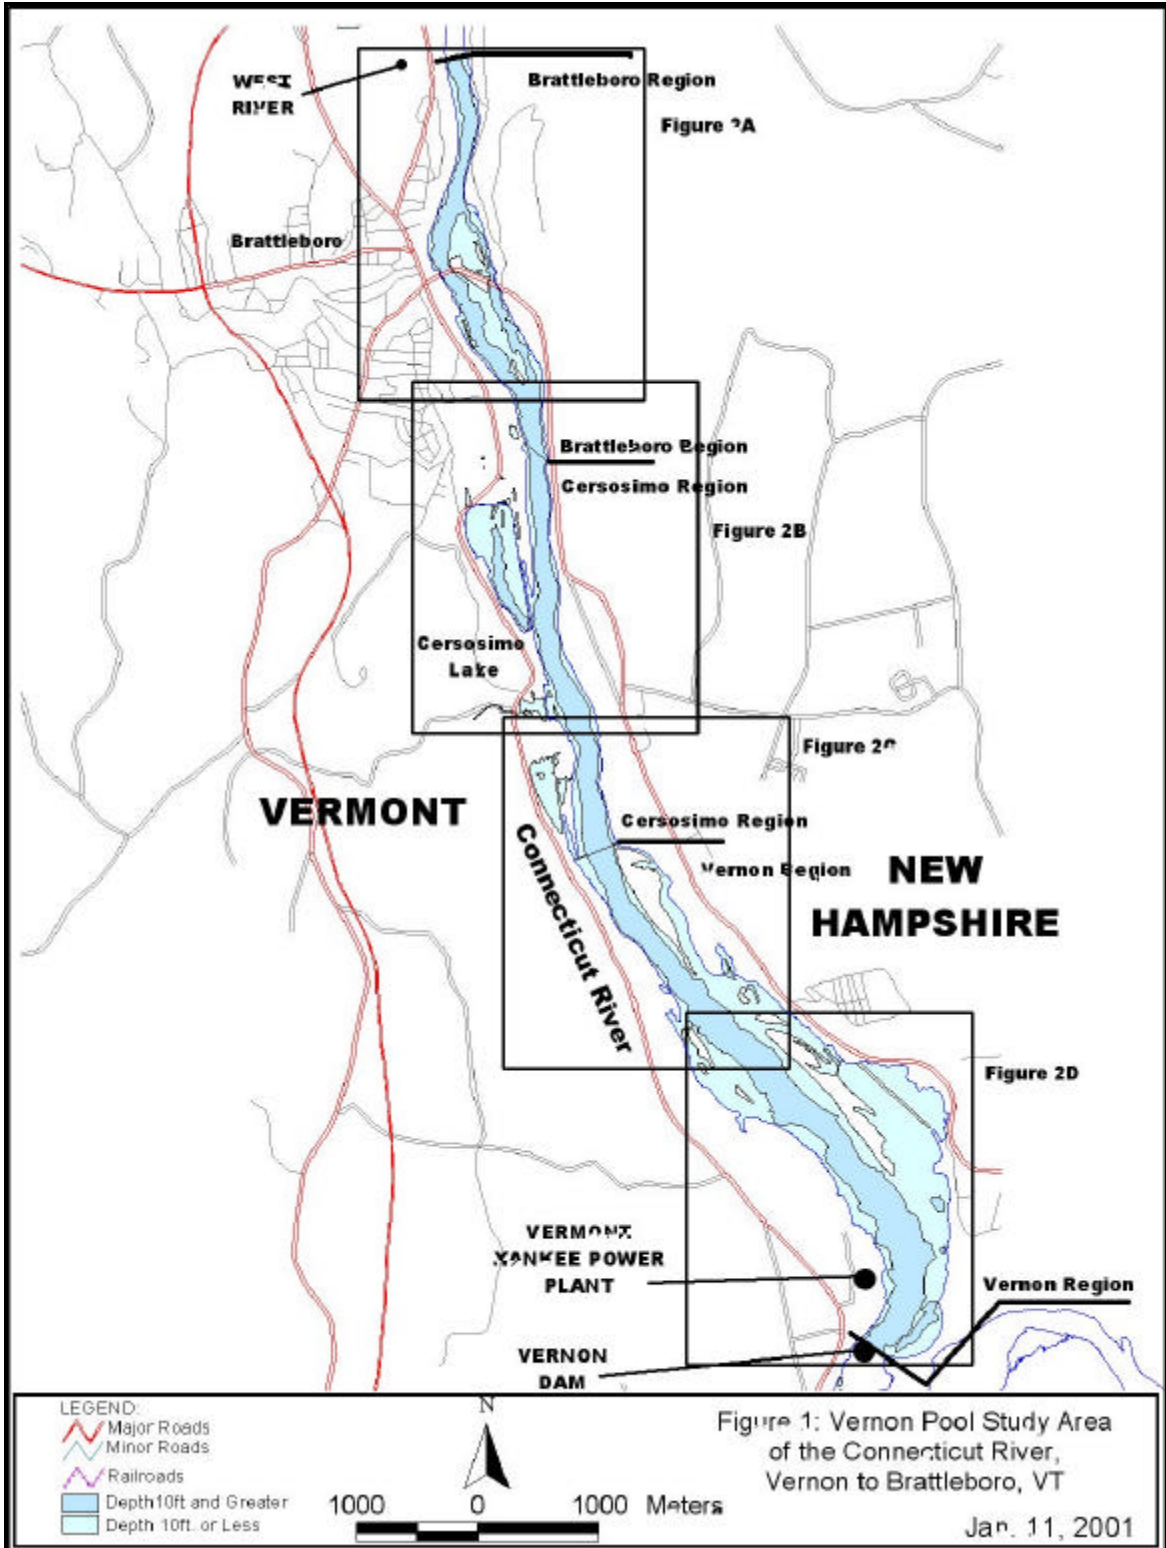 WEST
RIVER
Brattleboro Region
Figure 2A
Brattleboro
Brattleboro Region
Cersosimo Region
Figure 2B
Cersosimo
Lake
Figure 2C
VERMONT
Cersosimo Region
Vernon Region
NEW
HAMPSHIRE
Connecticut River
Figure 2D
VERMONT
YANKEE POWER
PLANT
Vernon Region
VERNON
DAM
LEGEND:
Major Roads
Minor Roads
Railroads
Depth10ft and Greater
Depth 10ft. or Less
N
1000 0 1000 Meters
Figure 1: Vernon Pool Study Area
of the Connecticut River,
Vernon to Brattleboro, VT
Jan. 11, 2001